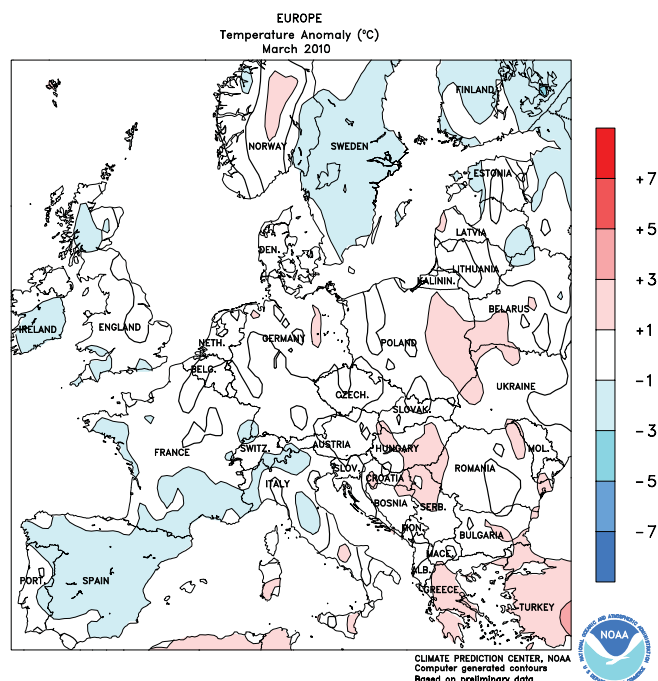 EUROPE
Temperature Anomaly (°C)
March 2010
FINLAND
NORWAY
SWEDEN
ESTONIA
LATVIA
DEN.
LITHUANIA
KALININ.
IRELAND
ENGLAND
NETH.
GERMANY
POLAND
BELARUS
BELG.
CZECH.
UKRAINE
SLOVAK.
FRANCE
SWITZ.
AUSTRIA
HUNGARY
MOL.
SLOV.
CROATIA
ROMANIA
ITALY
BOSNIA
SERB.
MON.
BULGARIA
MACE.
ALB.
PORT.
SPAIN
GREECE
TURKEY
+7
+5
+3
+1
-1
-3
-5
-7
NOAA
CLIMATE PREDICTION CENTER, NOAA
Computer generated contours
Based on preliminary data